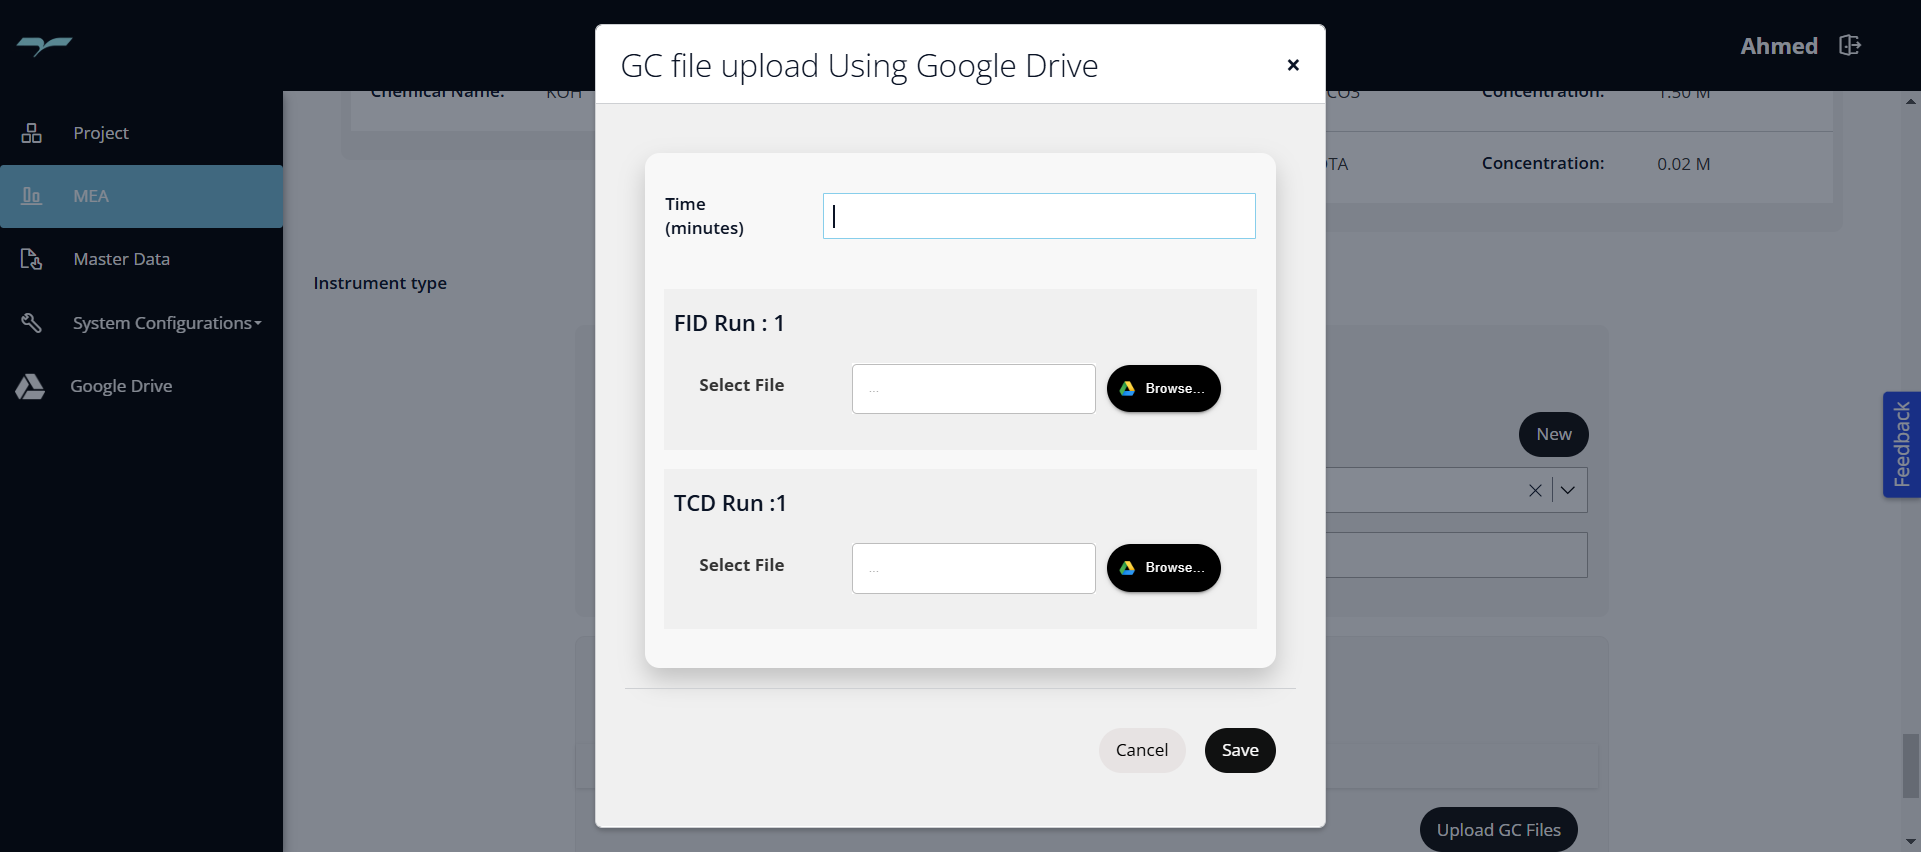 GC file upload Using Google Drive
×
Ahmed
Project
MEA
Master Data
System Configurations
Google Drive
Chemical Name:
KOH
CO3
Concentration:
1.50 M
OTA
Concentration:
0.02 M
Instrument type
Time
(minutes)
FID Run : 1
Select File
...
Browse...
TCD Run :1
Select File
...
Browse...
Cancel
Save
New
Feedback
Upload GC Files